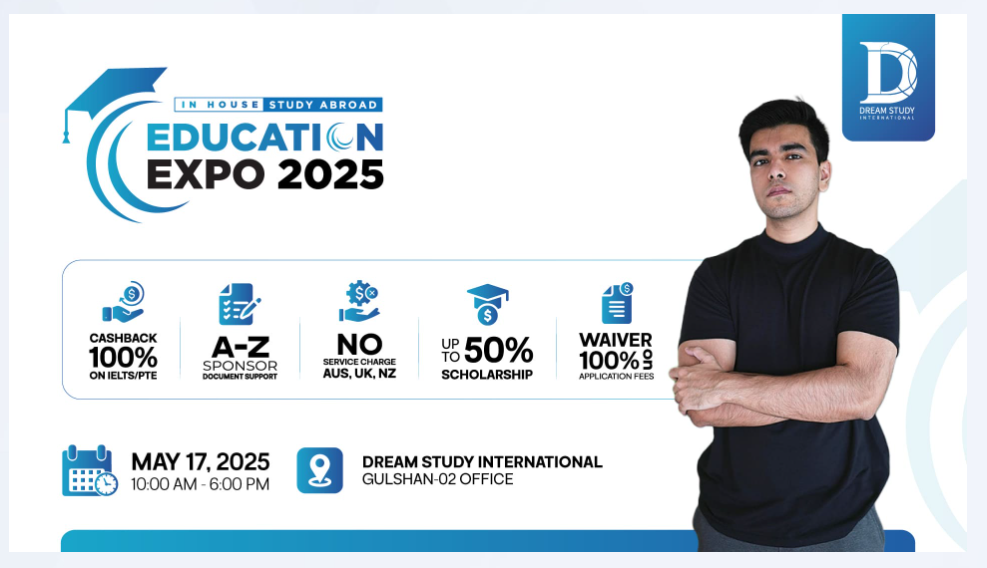 DREAM STUDY
INTERNATIONAL
IN HOUSE STUDY ABROAD
EDUCATION
EXPO 2025
CASHBACK
100%
ON IELTS/PTE
A-Z
SPONSOR
DOCUMENT SUPPORT
NO
SERVICE CHARGE
AUS, UK, NZ
UP TO 50%
SCHOLARSHIP
WAIVER
100% ON
APPLICATION FEES
MAY 17, 2025
10:00 AM - 6:00 PM
DREAM STUDY INTERNATIONAL
GULSHAN-02 OFFICE